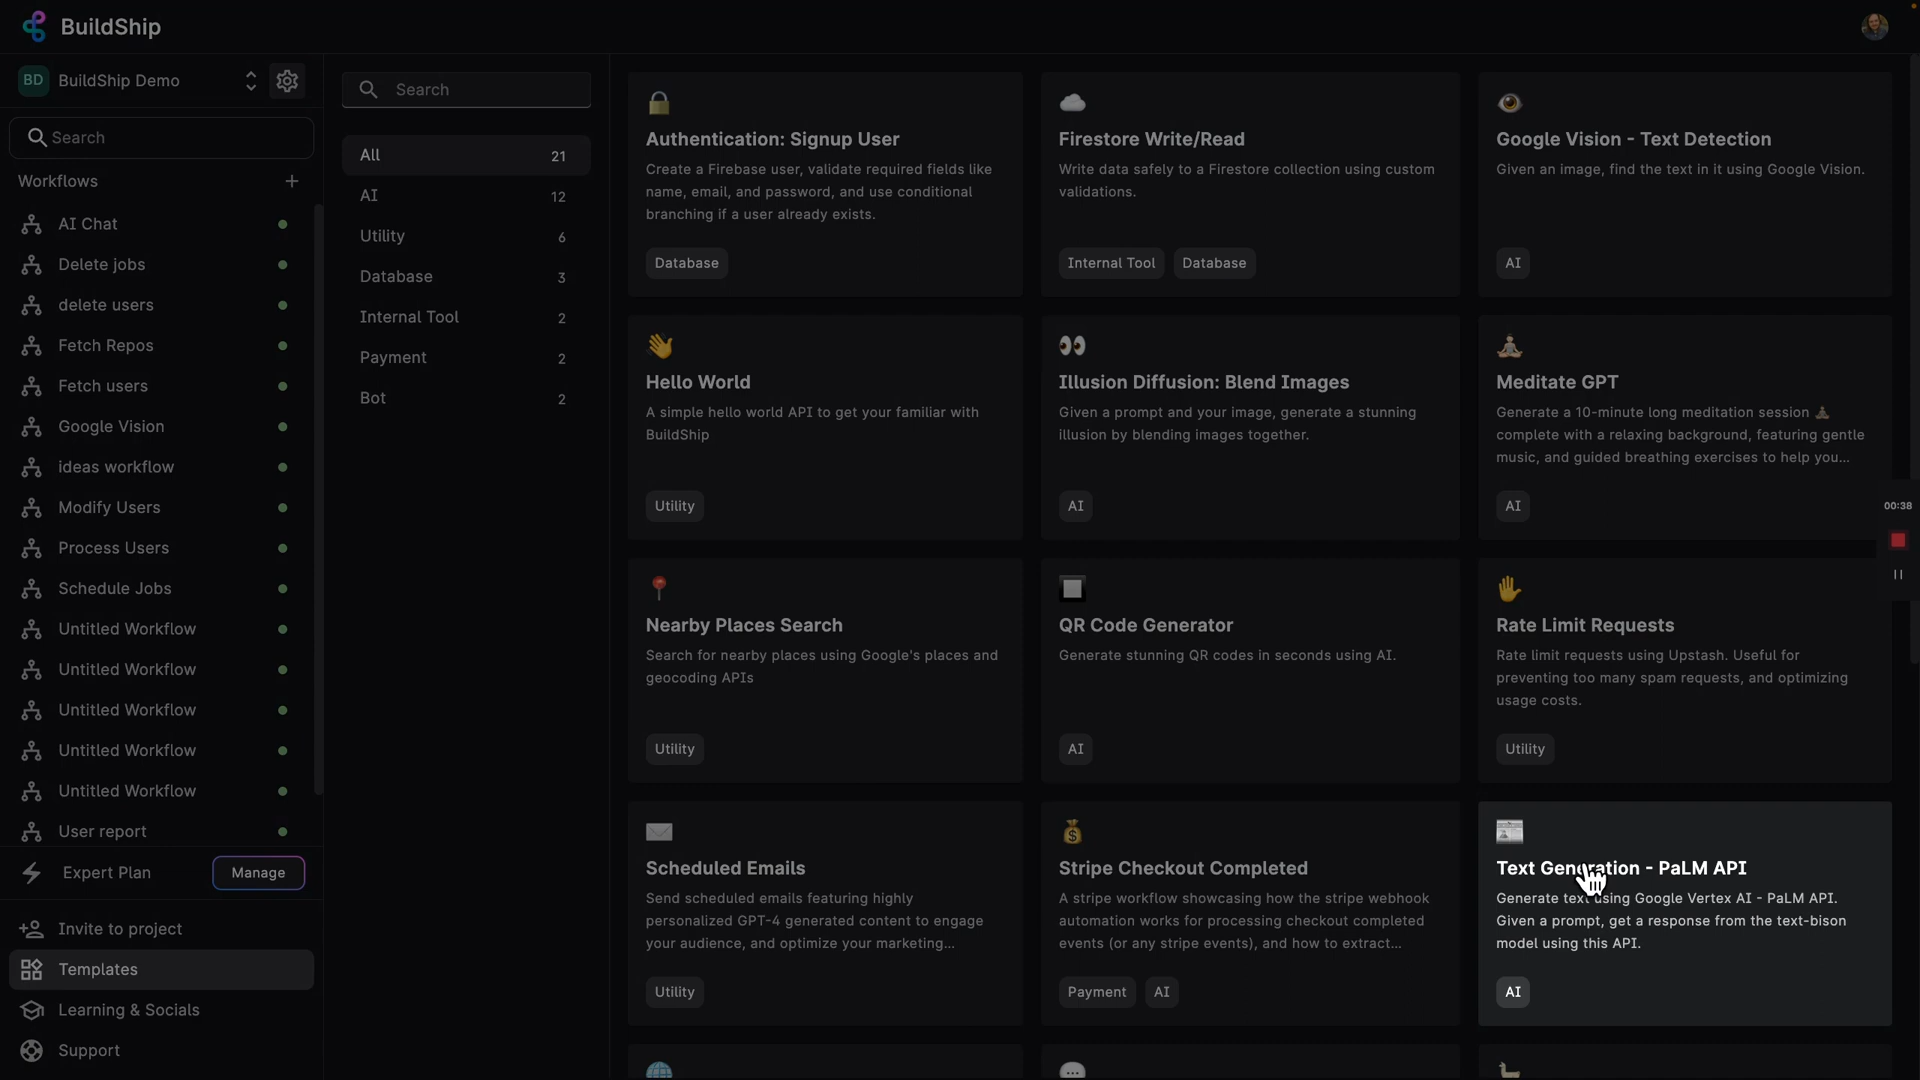 BuildShip
BD BuildShip Demo
Search
Workflows
AI Chat
Delete jobs
delete users
Fetch Repos
Fetch users
Google Vision
ideas workflow
Modify Users
Process Users
Schedule Jobs
Untitled Workflow
Untitled Workflow
Untitled Workflow
Untitled Workflow
Untitled Workflow
User report
Expert Plan Manage
Invite to project
Templates
Learning & Socials
Support
Search
All 21
AI 12
Utility 6
Database 3
Internal Tool 2
Payment 2
Bot 2
Authentication: Signup User
Create a Firebase user, validate required fields like
name, email, and password, and use conditional
branching if a user already exists.
Database
Firestore Write/Read
Write data safely to a Firestore collection using custom
validations.
Internal Tool Database
Google Vision - Text Detection
Given an image, find the text in it using Google Vision.
AI
Hello World
A simple hello world API to get your familiar with
BuildShip
Utility
Illusion Diffusion: Blend Images
Given a prompt and your image, generate a stunning
illusion by blending images together.
AI
Meditate GPT
Generate a 10-minute long meditation session
complete with a relaxing background, featuring gentle
music, and guided breathing exercises to help you...
AI
Nearby Places Search
Search for nearby places using Google's places and
geocoding APIs
Utility
QR Code Generator
Generate stunning QR codes in seconds using AI.
AI
Rate Limit Requests
Rate limit requests using Upstash. Useful for
preventing too many spam requests, and optimizing
usage costs.
Utility
Scheduled Emails
Send scheduled emails featuring highly
personalized GPT-4 generated content to engage
your audience, and optimize your marketing...
Utility
Stripe Checkout Completed
A stripe workflow showcasing how the stripe webhook
automation works for processing checkout completed
events (or any stripe events), and how to extract...
Payment AI
Text Generation - PaLM API
Generate text using Google Vertex AI - PaLM API.
Given a prompt, get a response from the text-bison
model using this API.
AI
00:38